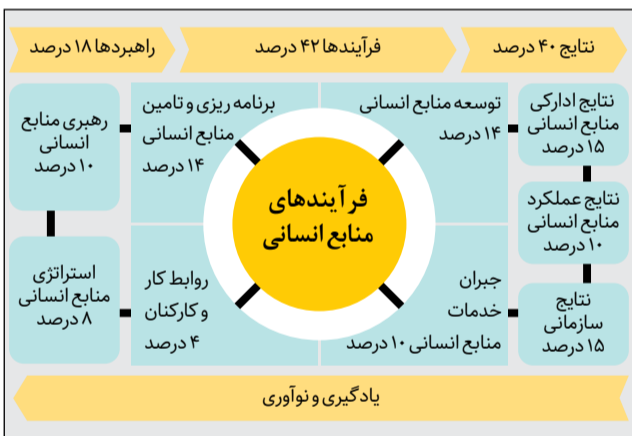 نتایج ۴۰ درصد
فرآیندها ۴۲ درصد
راهبردها ۱۸ درصد
نتایج ادارکی
منابع انسانی
۱۵ درصد
نتایج عملکرد
منابع انسانی
۱۰ درصد
نتایج
سازمانی
۱۵ درصد
توسعه منابع انسانی
۱۴ درصد
برنامه ریزی و تامین
منابع انسانی
۱۴ درصد
فرآیندهای
منابع انسانی
جبران
خدمات
منابع انسانی ۱۰ درصد
روابط کار
و کارکنان
۴ درصد
رهبری منابع
انسانی
۱۰ درصد
استراتژی
منابع انسانی
۸ درصد
یادگیری و نوآوری